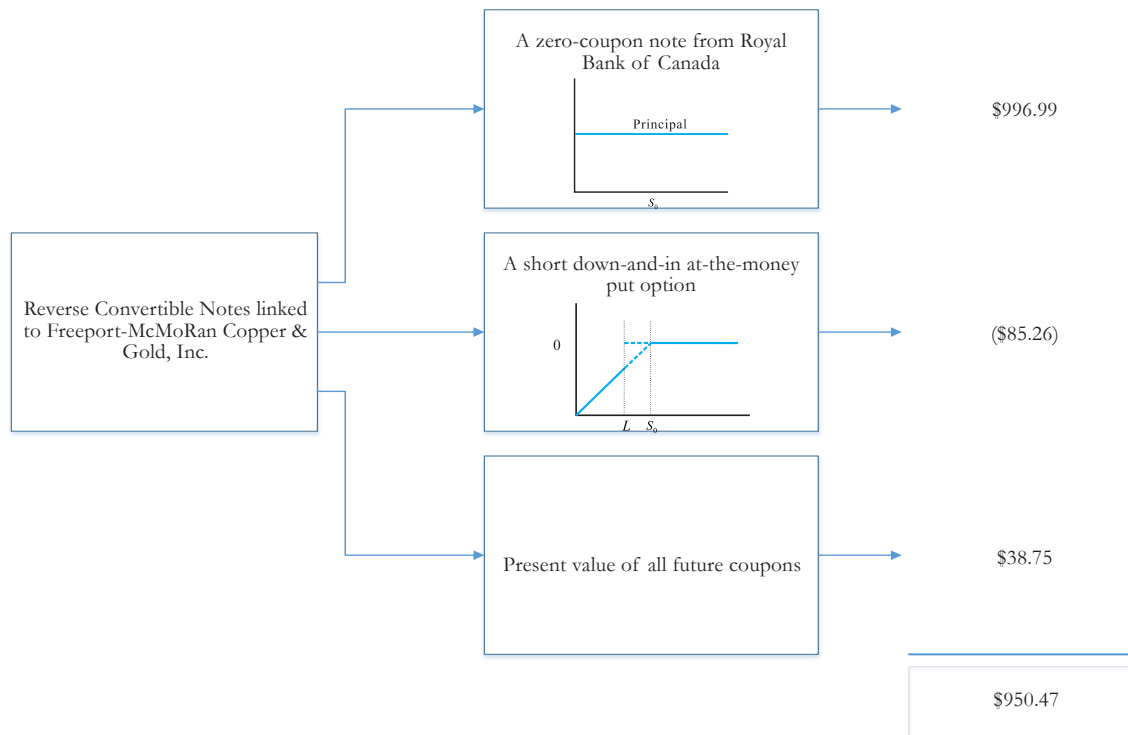 A zero-coupon note from Royal
Bank of Canada
Principal
S₀
$996.99
Reverse Convertible Notes linked
to Freeport-McMoRan Copper &
Gold, Inc.
A short down-and-in at-the-money
put option
0
L S₀
($85.26)
Present value of all future coupons
$38.75
$950.47